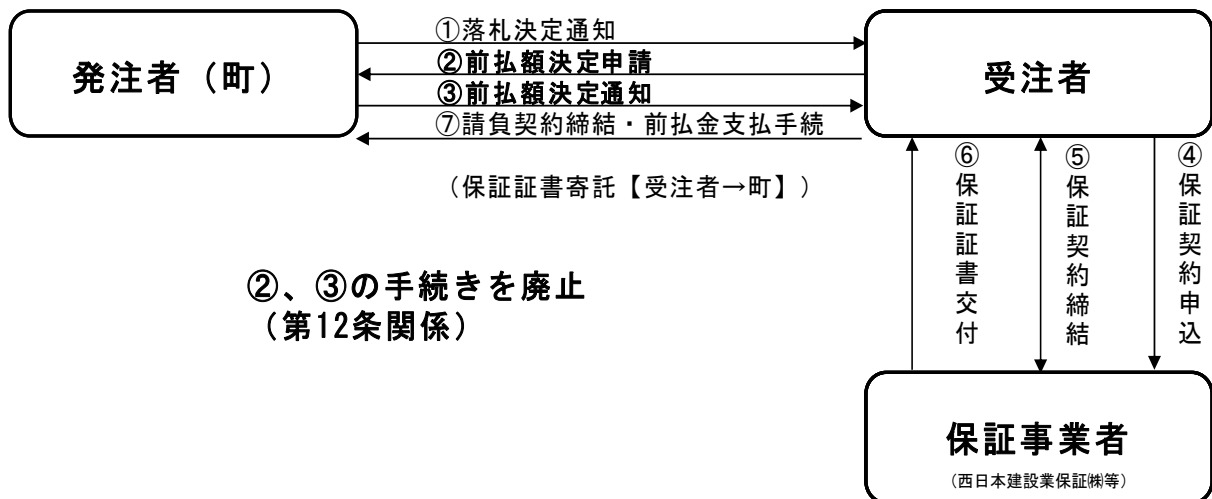 発注者（町）
①落札決定通知
②前払額決定申請
③前払額決定通知
⑦請負契約締結・前払金支払手続
（保証証書寄託【受注者→町】）
受注者
⑥保証証書交付
⑤保証契約締結
④保証契約申込
②、③の手続きを廃止
（第12条関係）
保証事業者
（西日本建設業保証㈱等）